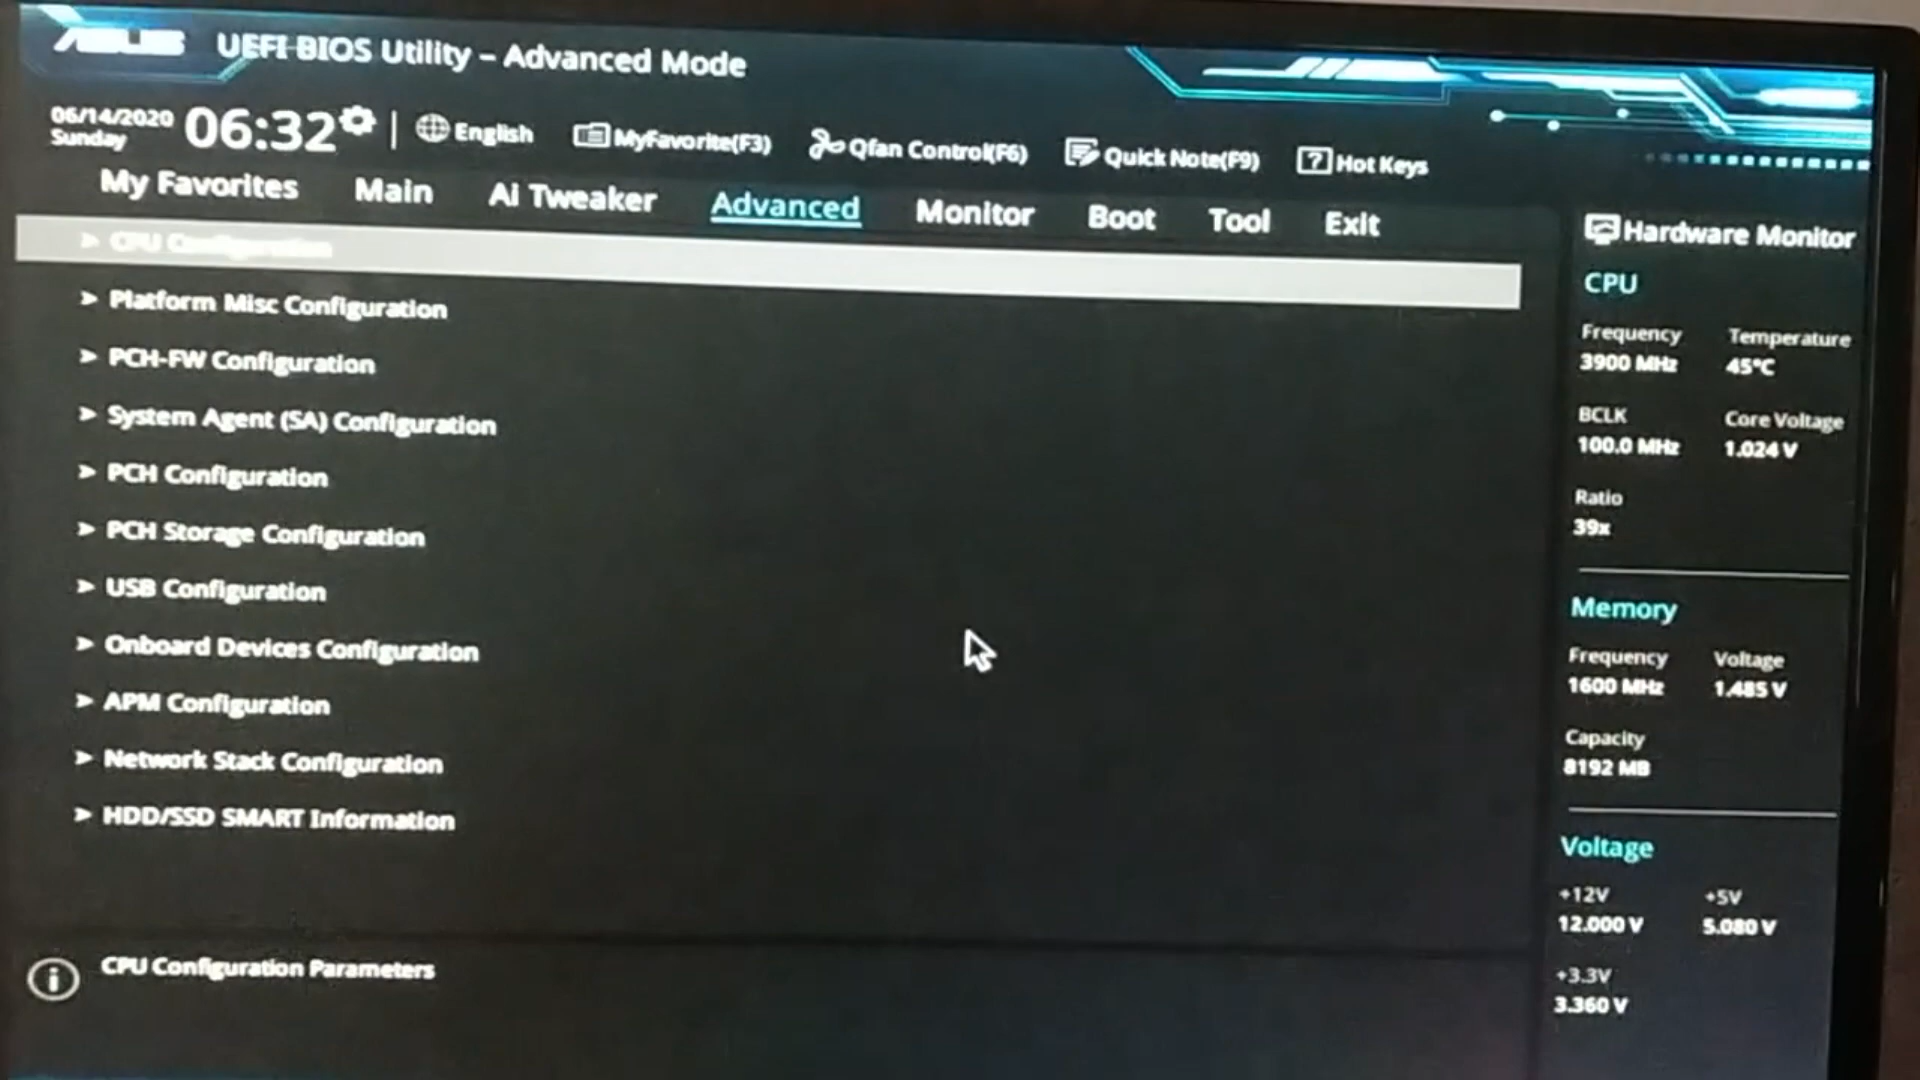 ASUS UEFI BIOS Utility – Advanced Mode
06/14/2020
Sunday
06:32 English MyFavorite(F3) Qfan Control(F6) Quick Note(F9) Hot Keys
My Favorites Main Ai Tweaker Advanced Monitor Boot Tool Exit
> CPU Configuration
> Platform Misc Configuration
> PCH-FW Configuration
> System Agent (SA) Configuration
> PCH Configuration
> PCH Storage Configuration
> USB Configuration
> Onboard Devices Configuration
> APM Configuration
> Network Stack Configuration
> HDD/SSD SMART Information
CPU Configuration Parameters
Hardware Monitor
CPU
Frequency Temperature
3900 MHz 45°C
BCLK Core Voltage
100.0 MHz 1.024 V
Ratio
39x
Memory
Frequency Voltage
1600 MHz 1.485 V
Capacity
8192 MB
Voltage
+12V +5V
12.000 V 5.080 V
+3.3V
3.360 V